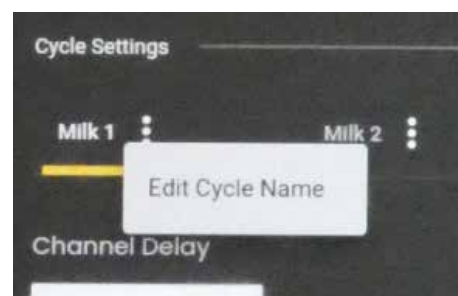 Cycle Settings
Milk 1 Milk 2
Edit Cycle Name
Channel Delay